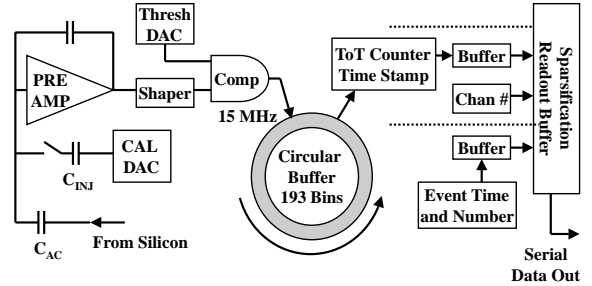 Thresh
DAC
PRE
AMP
Shaper
Comp
15 MHz
CAL
DAC
C_INJ
C_AC
From Silicon
Circular
Buffer
193 Bins
ToT Counter
Time Stamp
Buffer
Chan #
Buffer
Event Time
and Number
Sparsification
Readout Buffer
Serial
Data Out